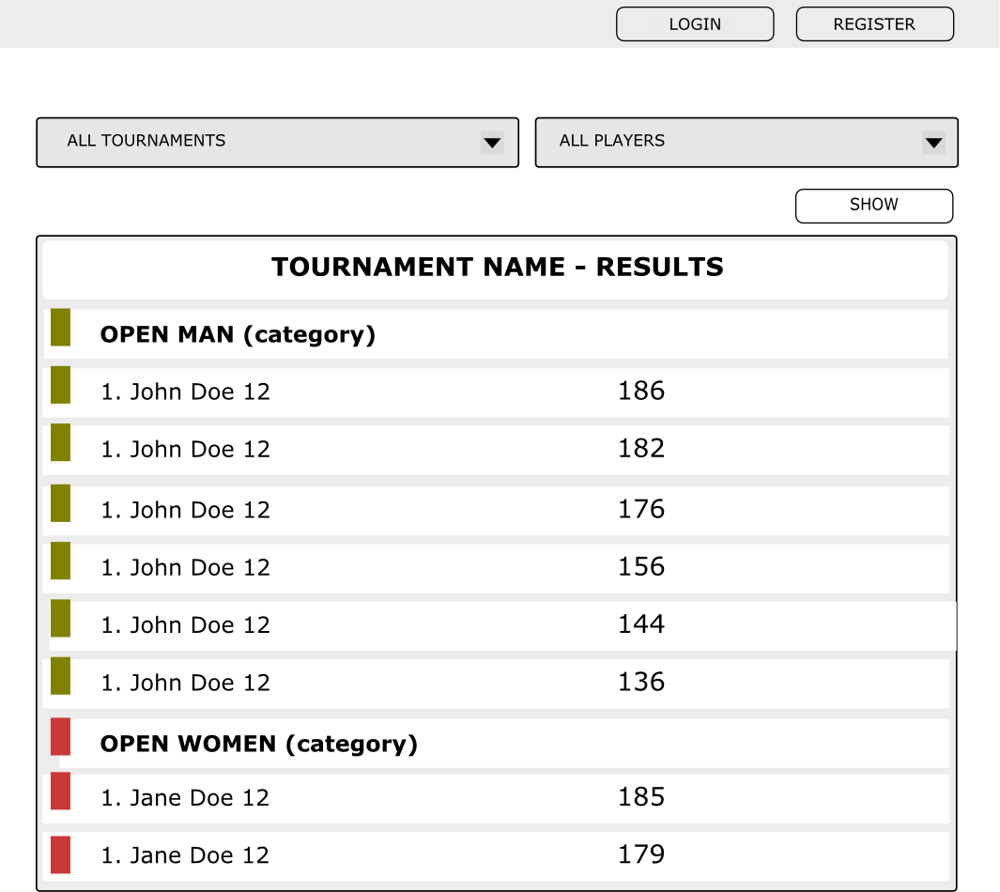 LOGIN REGISTER
ALL TOURNAMENTS ALL PLAYERS
SHOW
TOURNAMENT NAME - RESULTS
OPEN MAN (category)
1. John Doe 12 186
1. John Doe 12 182
1. John Doe 12 176
1. John Doe 12 156
1. John Doe 12 144
1. John Doe 12 136
OPEN WOMEN (category)
1. Jane Doe 12 185
1. Jane Doe 12 179